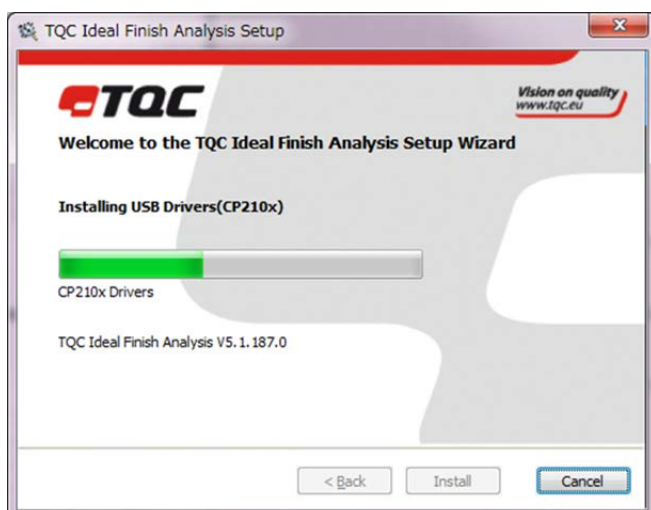 TQC Ideal Finish Analysis Setup
TQC
Vision on quality
www.tqc.eu
Welcome to the TQC Ideal Finish Analysis Setup Wizard
Installing USB Drivers(CP210x)
CP210x Drivers
TQC Ideal Finish Analysis V5.1.187.0
< Back
Install
Cancel